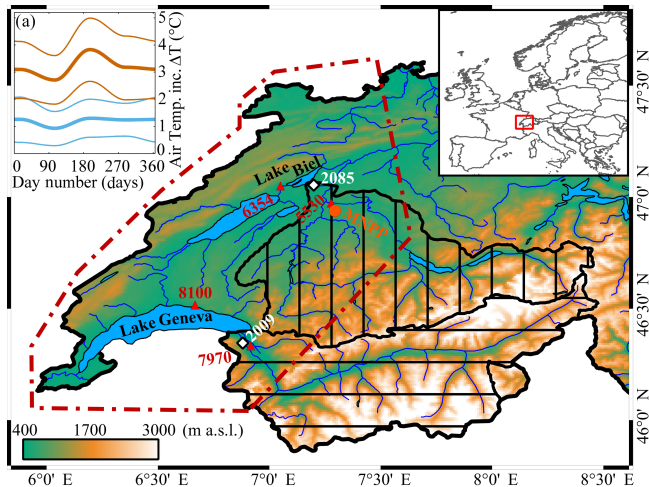 (a)
5
4
3
2
1
0
Air Temp. inc. ΔT (°C)
0 90 180 270 360
Day number (days)
47°30' N
47°0' N
46°30' N
46°0' N
Lake Biel
2085
6354
5530
MNPP
8100
Lake Geneva
2009
7970
400 1700 3000 (m a.s.l.)
6°0' E 6°30' E 7°0' E 7°30' E 8°0' E 8°30' E